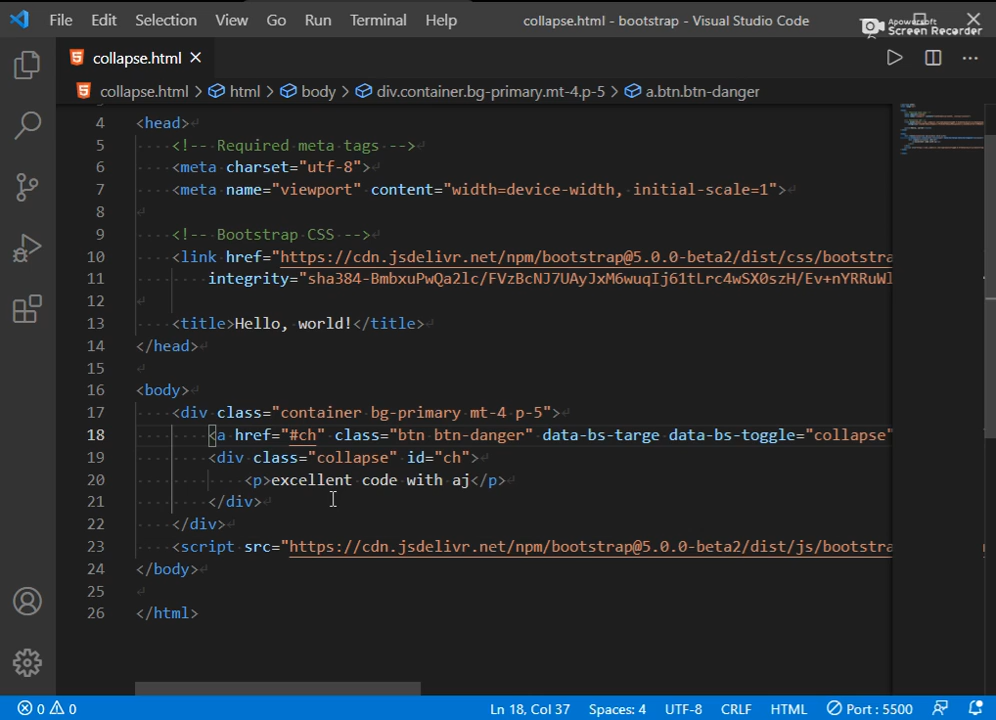 File Edit Selection View Go Run Terminal Help collapse.html - bootstrap - Visual Studio Code
Apowersoft
Screen Recorder
collapse.html
collapse.html > html > body > div.container.bg-primary.mt-4.p-5 > a.btn.btn-danger
4 <head>
5 <!-- Required meta tags -->
6 <meta charset="utf-8">
7 <meta name="viewport" content="width=device-width, initial-scale=1">
8
9 <!-- Bootstrap CSS -->
10 <link href="https://cdn.jsdelivr.net/npm/bootstrap@5.0.0-beta2/dist/css/bootstra
11 integrity="sha384-BmbxuPwQa2lc/FVzBcNJ7UAyJxM6wuqIj61tLrc4wSX0szH/Ev+nYRRuWl
12
13 <title>Hello, world!</title>
14 </head>
15
16 <body>
17 <div class="container bg-primary mt-4 p-5">
18 <a href="#ch" class="btn btn-danger" data-bs-targe data-bs-toggle="collapse"
19 <div class="collapse" id="ch">
20 <p>excellent code with aj</p>
21 </div>
22 </div>
23 <script src="https://cdn.jsdelivr.net/npm/bootstrap@5.0.0-beta2/dist/js/bootstra
24 </body>
25
26 </html>
0 0 Ln 18, Col 37 Spaces: 4 UTF-8 CRLF HTML Port : 5500